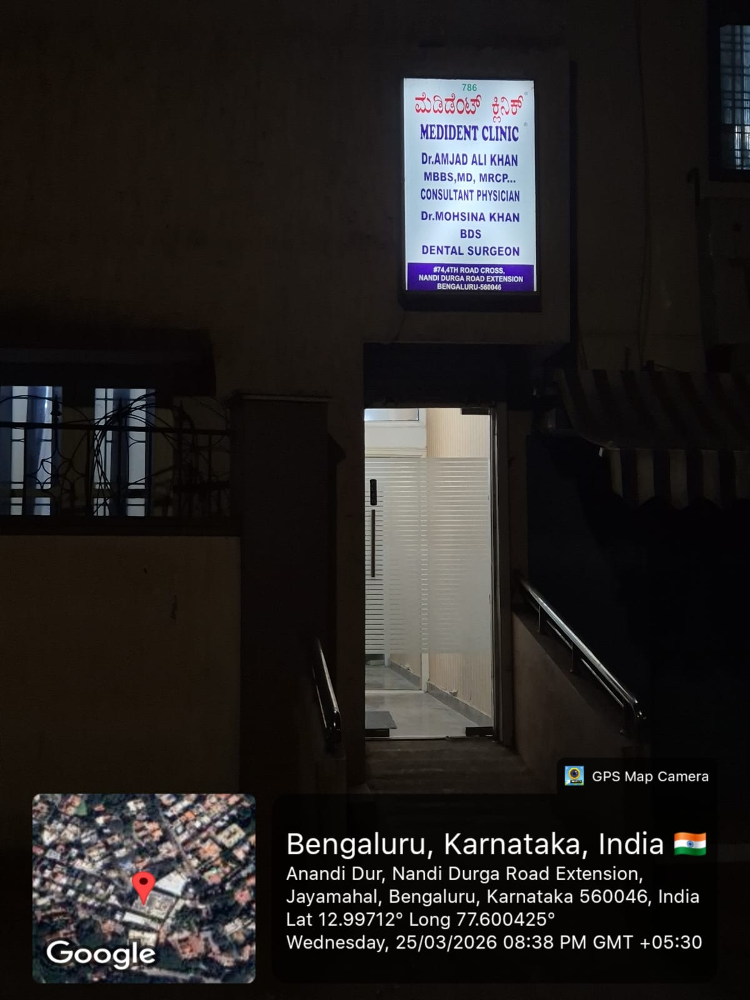 786
ಮೆಡಿಡೆಂಟ್ ಕ್ಲಿನಿಕ್ ®
MEDIDENT CLINIC ®
Dr.AMJAD ALI KHAN
MBBS,MD, MRCP...
CONSULTANT PHYSICIAN
Dr.MOHSINA KHAN
BDS
DENTAL SURGEON
#74,4TH ROAD CROSS,
NANDI DURGA ROAD EXTENSION
BENGALURU-560046
GPS Map Camera
Google
Bengaluru, Karnataka, India 🇮🇳
Anandi Dur, Nandi Durga Road Extension,
Jayamahal, Bengaluru, Karnataka 560046, India
Lat 12.99712° Long 77.600425°
Wednesday, 25/03/2026 08:38 PM GMT +05:30